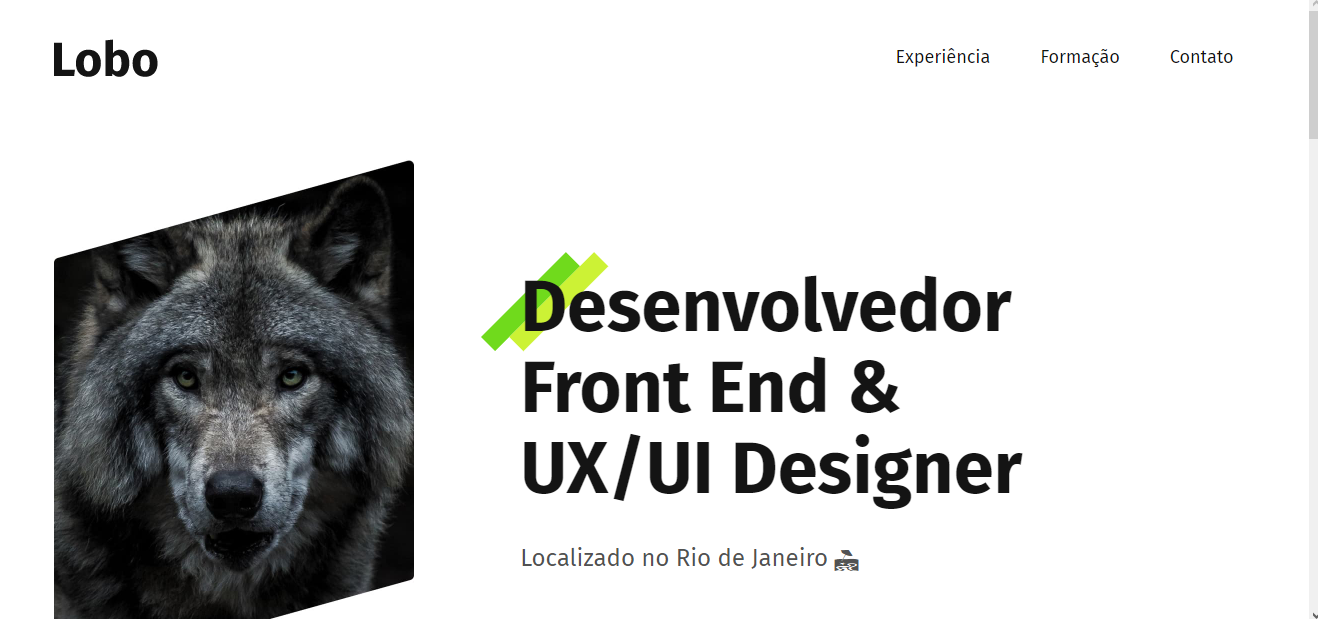 Lobo
Experiência
Formação
Contato
Desenvolvedor
Front End &
UX/UI Designer
Localizado no Rio de Janeiro